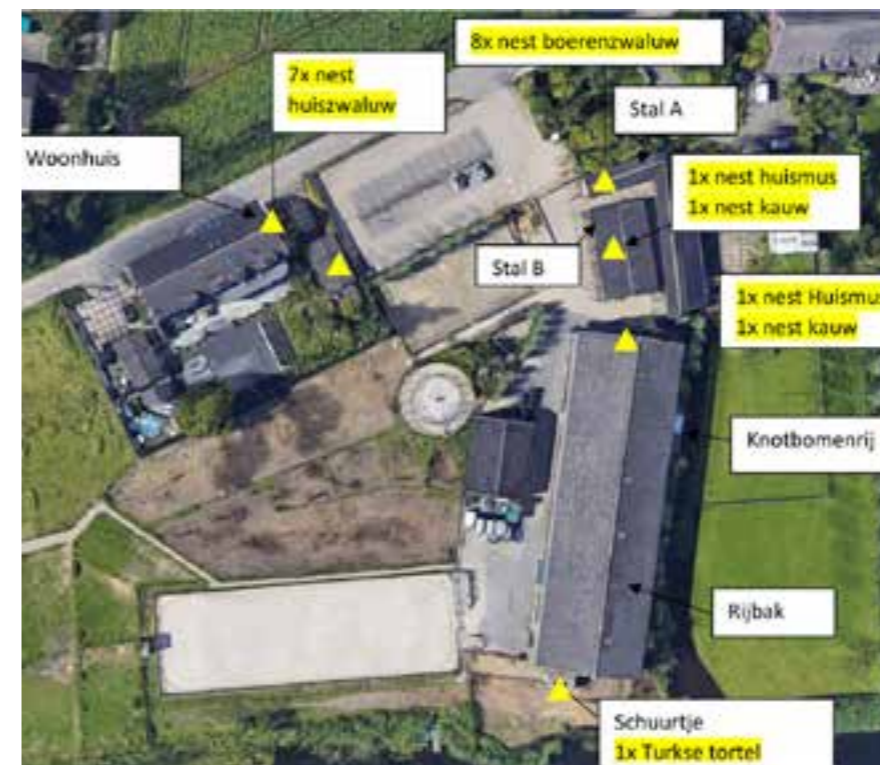 8x nest boerenzwaluw
7x nest
huiszwaluw
Stal A
Woonhuis
1x nest huismus
1x nest kauw
Stal B
1x nest Huismus
1x nest kauw
Knotbomenrij
Rijbak
Schuurtje
1x Turkse tortel